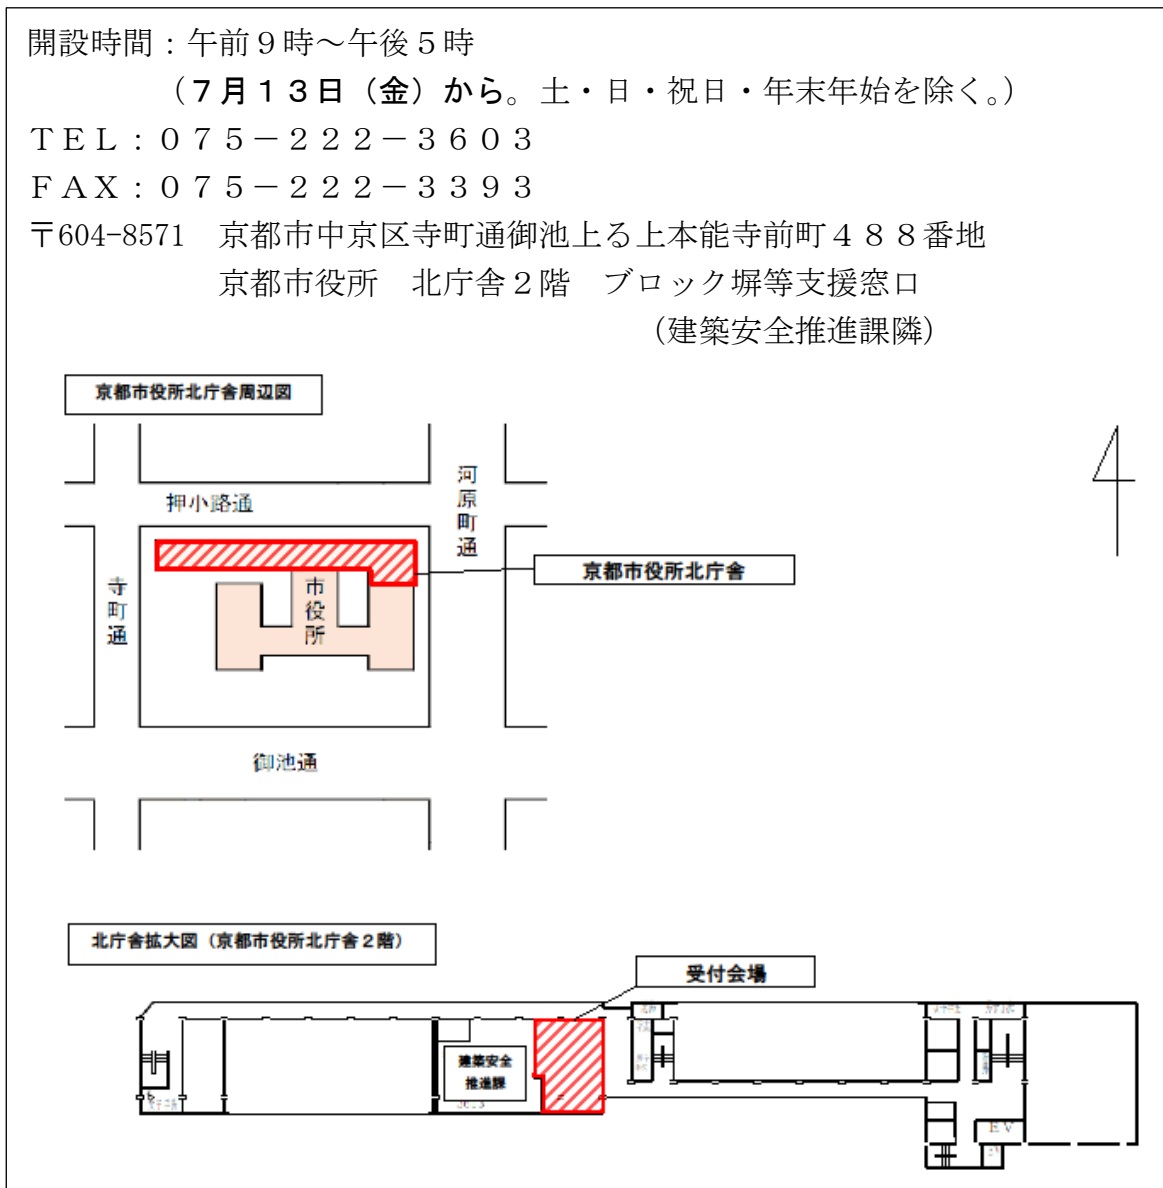 開設時間：午前９時～午後５時
（７月１３日（金）から。土・日・祝日・年末年始を除く。）
ＴＥＬ：０７５－２２２－３６０３
ＦＡＸ：０７５－２２２－３３９３
〒604-8571　京都市中京区寺町通御池上る上本能寺前町４８８番地
京都市役所　北庁舎２階　ブロック塀等支援窓口
（建築安全推進課隣）
京都市役所北庁舎周辺図
河原町通
押小路通
京都市役所北庁舎
寺町通
市役所
御池通
北庁舎拡大図（京都市役所北庁舎２階）
受付会場
建築安全
推進課
ＥＶ